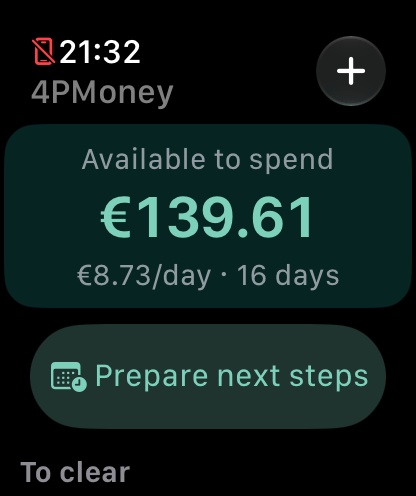 21:32
4PMoney
Available to spend
€139.61
€8.73/day · 16 days
Prepare next steps
To clear